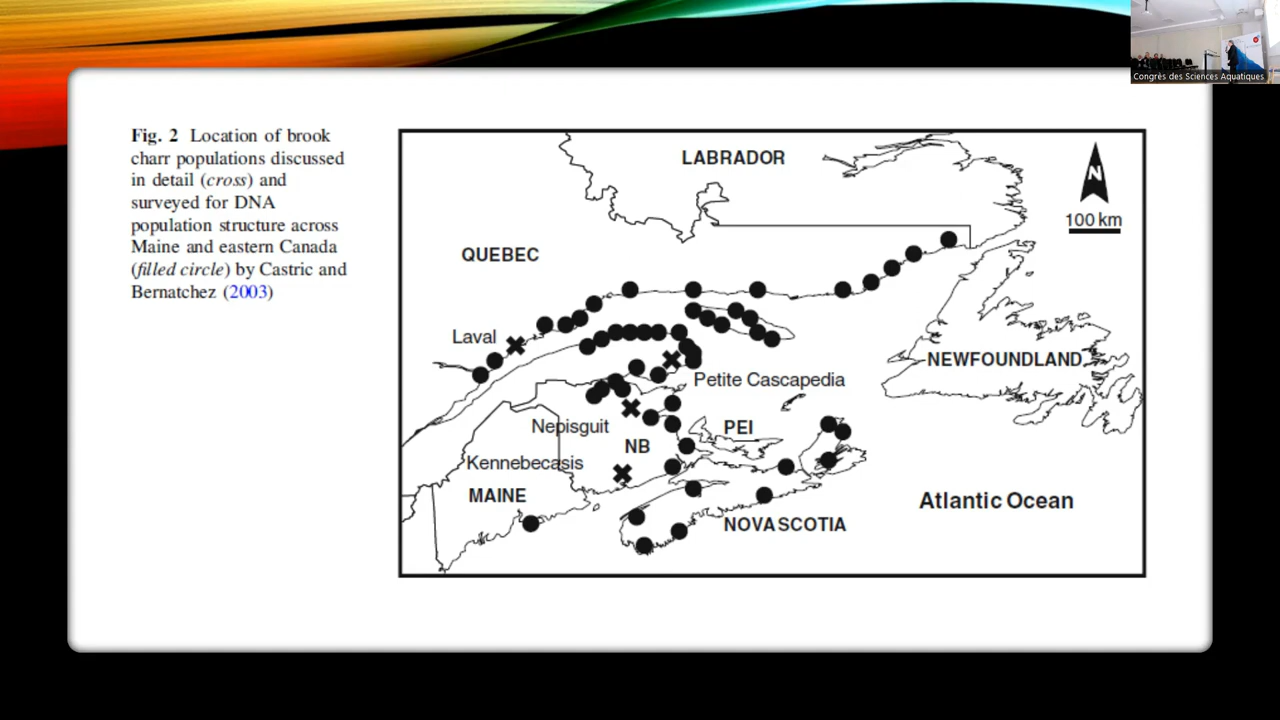 Congrès des Sciences Aquatiques
Fig. 2 Location of brook
charr populations discussed
in detail (cross) and
surveyed for DNA
population structure across
Maine and eastern Canada
(filled circle) by Castric and
Bernatchez (2003)
LABRADOR
N
100 km
QUEBEC
Laval
NEWFOUNDLAND
Petite Cascapedia
Nepisguit
PEI
NB
Kennebecasis
MAINE
Atlantic Ocean
NOVA SCOTIA